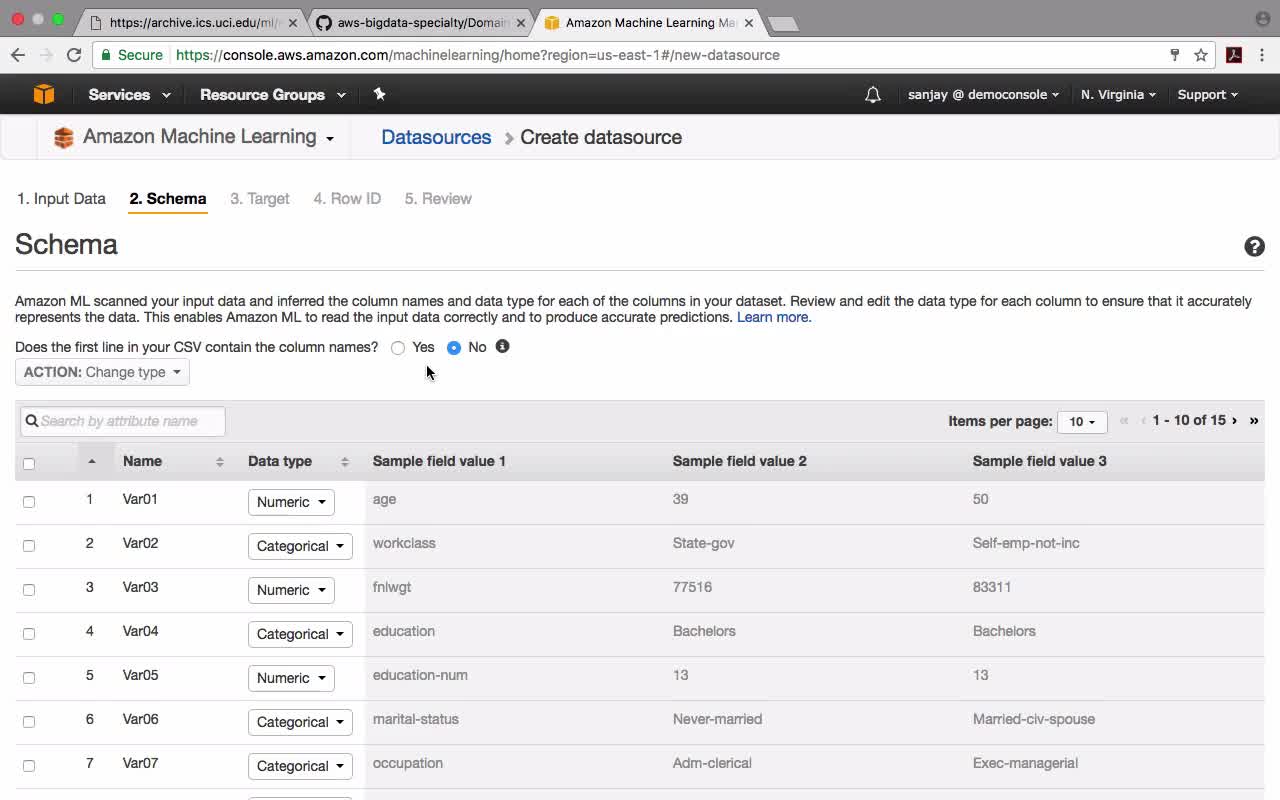 https://archive.ics.uci.edu/ml/ aws-bigdata-specialty/Domain Amazon Machine Learning Ma
Secure https://console.aws.amazon.com/machinelearning/home?region=us-east-1#/new-datasource
Services Resource Groups sanjay @ democonsole N. Virginia Support
Amazon Machine Learning Datasources Create datasource
1. Input Data 2. Schema 3. Target 4. Row ID 5. Review
Schema
Amazon ML scanned your input data and inferred the column names and data type for each of the columns in your dataset. Review and edit the data type for each column to ensure that it accurately
represents the data. This enables Amazon ML to read the input data correctly and to produce accurate predictions. Learn more.
Does the first line in your CSV contain the column names? Yes No
ACTION: Change type
Search by attribute name Items per page: 10 « ‹ 1 - 10 of 15 › »
Name Data type Sample field value 1 Sample field value 2 Sample field value 3
1 Var01 Numeric age 39 50
2 Var02 Categorical workclass State-gov Self-emp-not-inc
3 Var03 Numeric fnlwgt 77516 83311
4 Var04 Categorical education Bachelors Bachelors
5 Var05 Numeric education-num 13 13
6 Var06 Categorical marital-status Never-married Married-civ-spouse
7 Var07 Categorical occupation Adm-clerical Exec-managerial